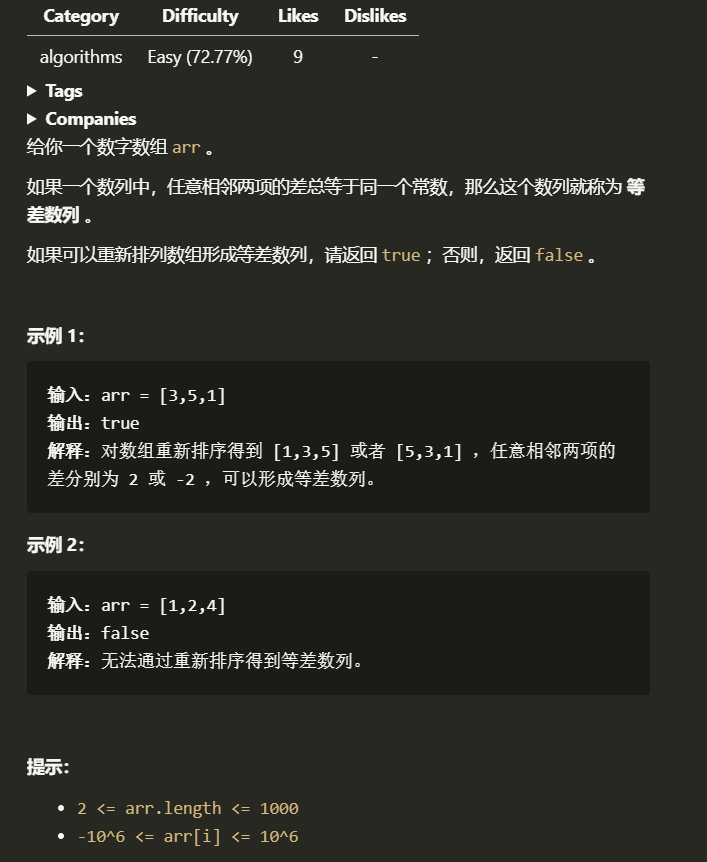 Category Difficulty Likes Dislikes
algorithms Easy (72.77%) 9 -
▶ Tags
▶ Companies
给你一个数字数组 arr 。
如果一个数列中，任意相邻两项的差总等于同一个常数，那么这个数列就称为 等
差数列 。
如果可以重新排列数组形成等差数列，请返回 true ；否则，返回 false 。
示例 1：
输入：arr = [3,5,1]
输出：true
解释：对数组重新排序得到 [1,3,5] 或者 [5,3,1] ，任意相邻两项的
差分别为 2 或 -2 ，可以形成等差数列。
示例 2：
输入：arr = [1,2,4]
输出：false
解释：无法通过重新排序得到等差数列。
提示：
• 2 <= arr.length <= 1000
• -10^6 <= arr[i] <= 10^6